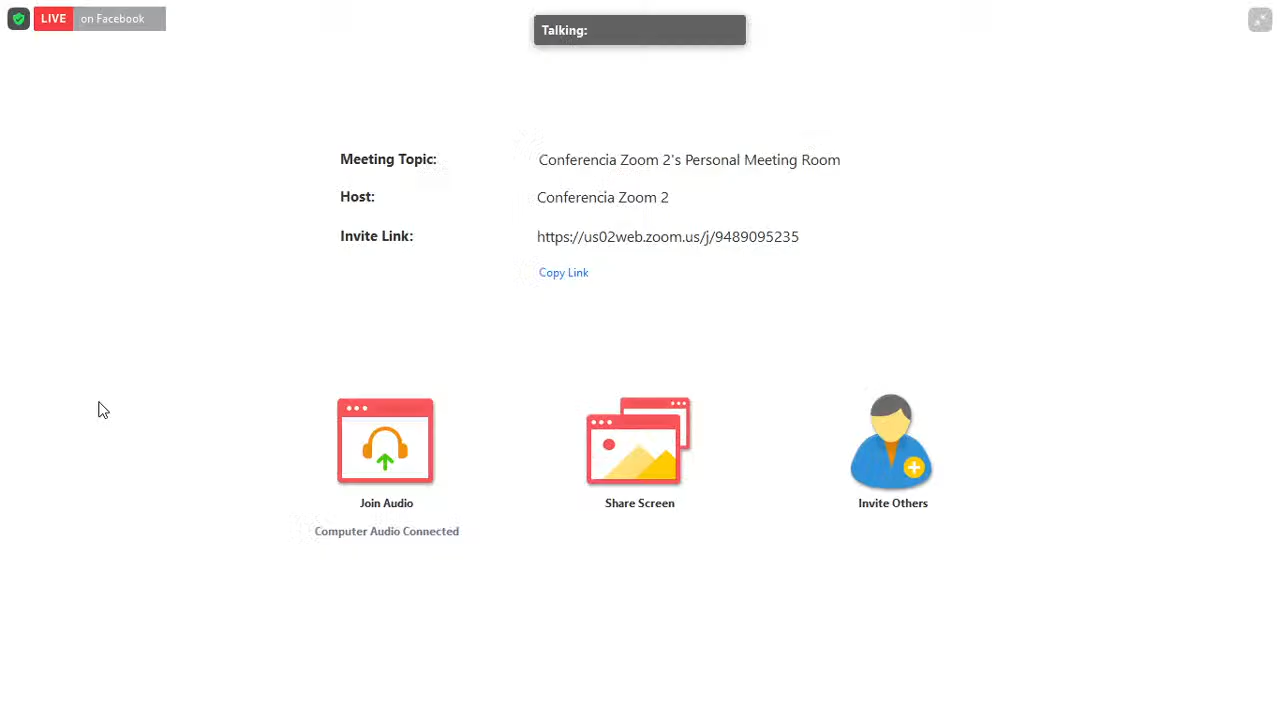 LIVE on Facebook
Talking:
Meeting Topic: Conferencia Zoom 2's Personal Meeting Room
Host: Conferencia Zoom 2
Invite Link: https://us02web.zoom.us/j/9489095235
Copy Link
Join Audio Share Screen Invite Others
Computer Audio Connected